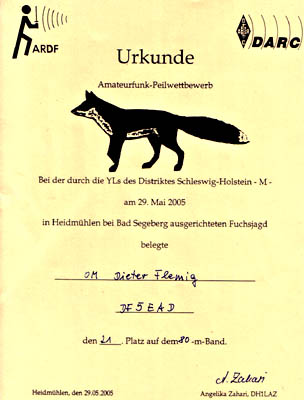 ARDF
DARC
Urkunde
Amateurfunk-Peilwettbewerb
Bei der durch die YLs des Distriktes Schleswig-Holstein - M -
am 29. Mai 2005
in Heidmühlen bei Bad Segeberg ausgerichteten Fuchsjagd
belegte
OM Dieter Flemig
DF5EAD
den 21. Platz auf dem 80-m-Band.
A. Zahari
Heidmühlen, den 29.05.2005
Angelika Zahari, DH1LAZ